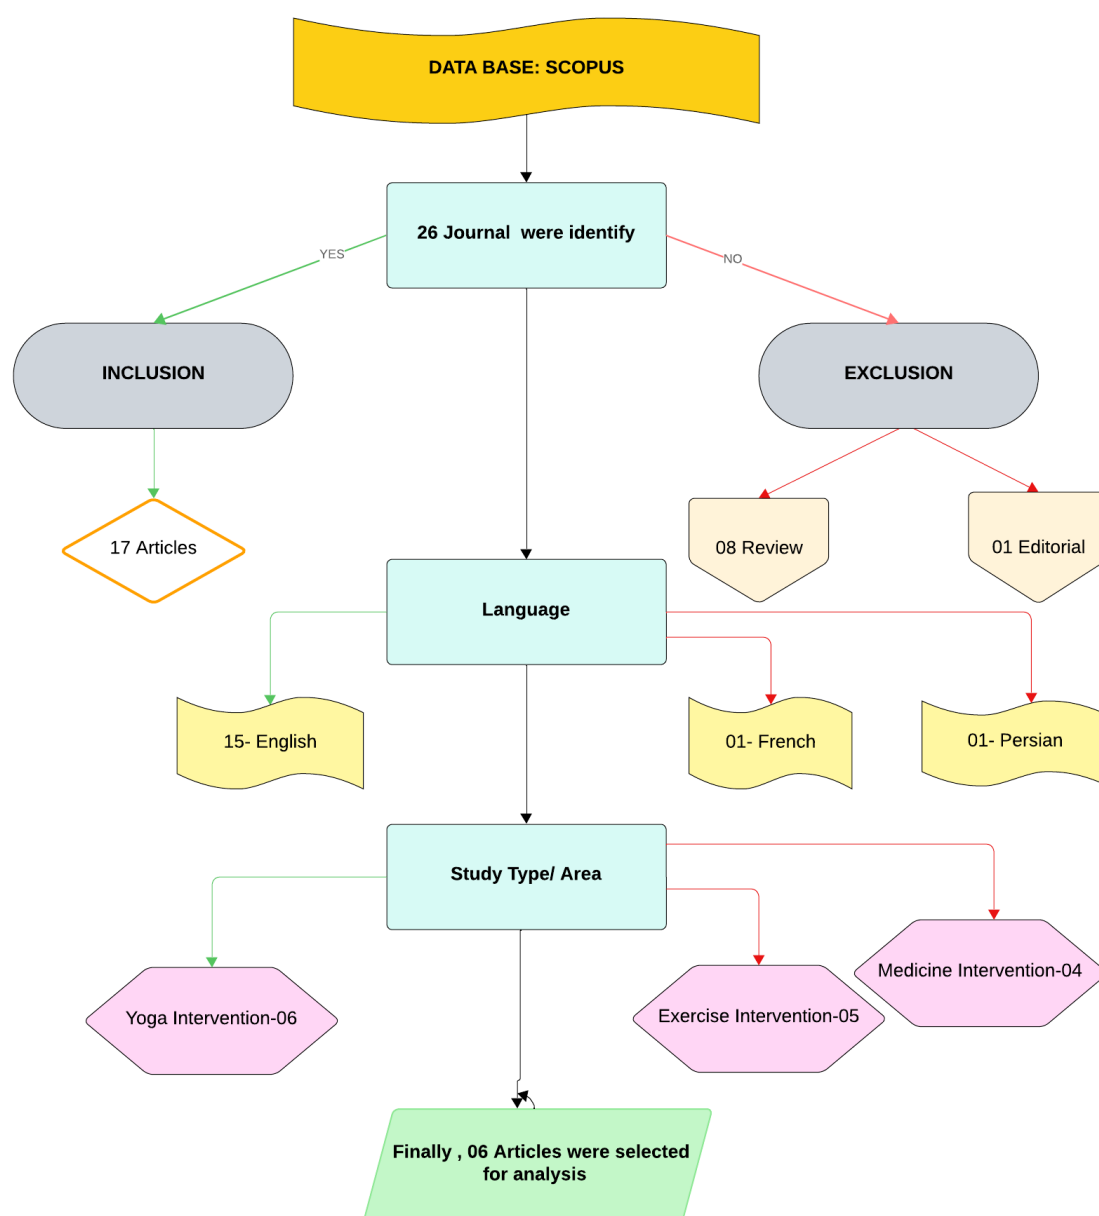 DATA BASE: SCOPUS
26 Journal were identify
YES
NO
INCLUSION
EXCLUSION
17 Articles
08 Review
01 Editorial
Language
15- English
01- French
01- Persian
Study Type/ Area
Yoga Intervention-06
Exercise Intervention-05
Medicine Intervention-04
Finally , 06 Articles were selected
for analysis